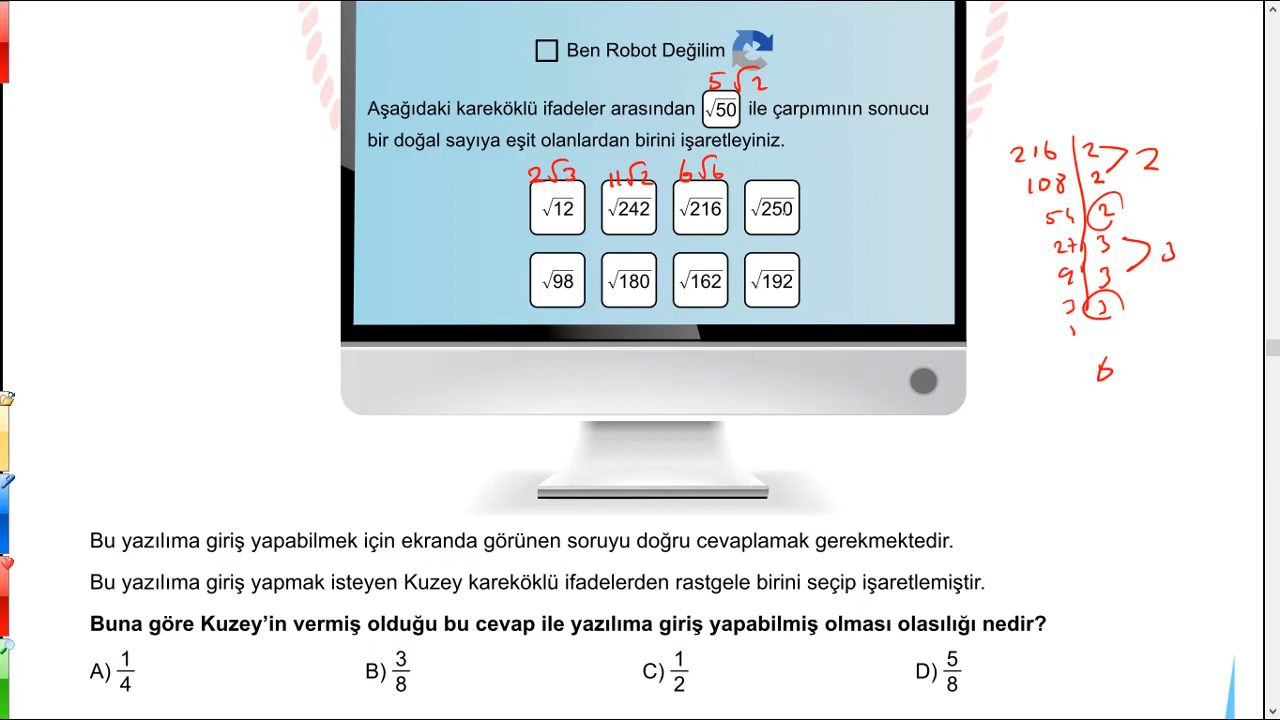 Ben Robot Değilim
5√2
Aşağıdaki kareköklü ifadeler arasından √50 ile çarpımının sonucu
bir doğal sayıya eşit olanlardan birini işaretleyiniz.
2√3 11√2 6√6
√12 √242 √216 √250
√98 √180 √162 √192
216 2 2
108 2
54 2
27 3 3
9 3
3 3
1
6
Bu yazılıma giriş yapabilmek için ekranda görünen soruyu doğru cevaplamak gerekmektedir.
Bu yazılıma giriş yapmak isteyen Kuzey kareköklü ifadelerden rastgele birini seçip işaretlemiştir.
Buna göre Kuzey’in vermiş olduğu bu cevap ile yazılıma giriş yapabilmiş olması olasılığı nedir?
A) 1/4 B) 3/8 C) 1/2 D) 5/8